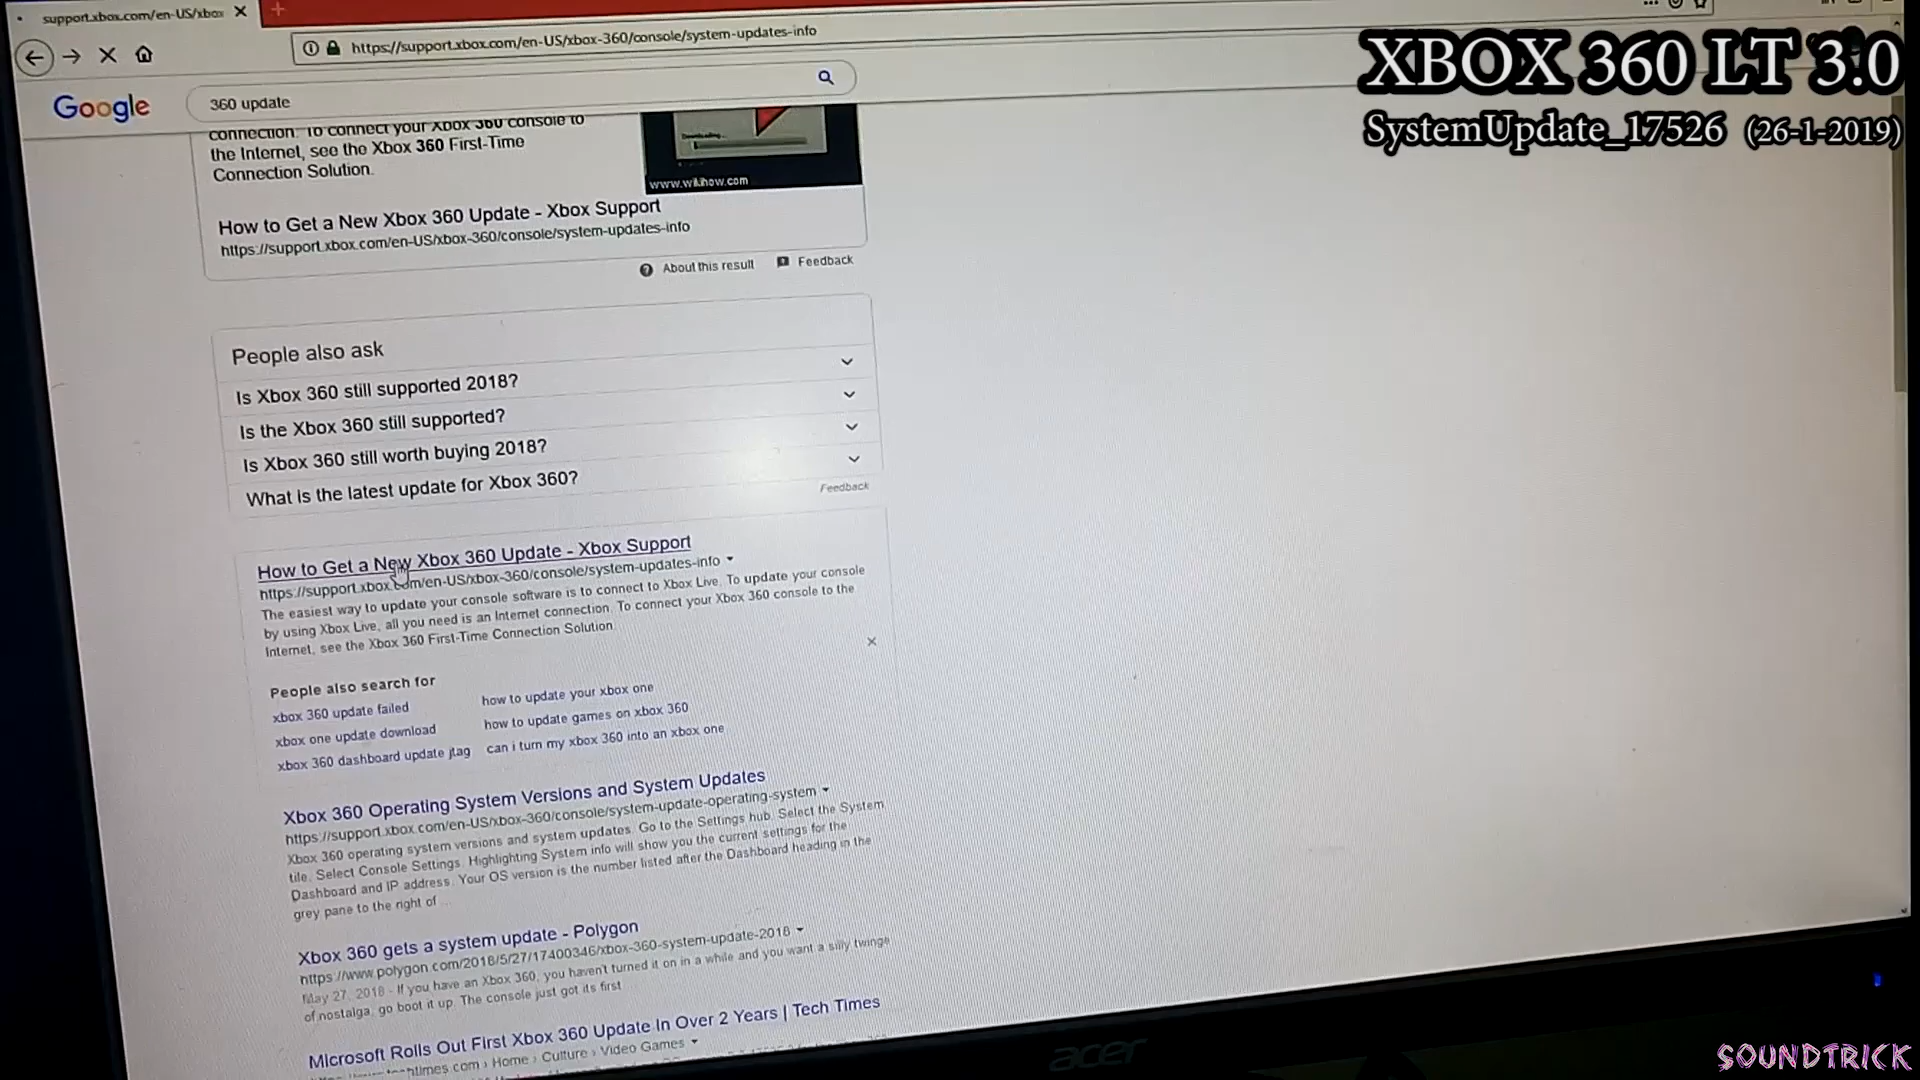 support.xbox.com/en-US/xbox
https://support.xbox.com/en-US/xbox-360/console/system-updates-info
XBOX 360 LT 3.0
SystemUpdate_17526 (26-1-2019)
Google
360 update
connection. To connect your Xbox 360 console to
the Internet, see the Xbox 360 First-Time
Connection Solution.
Downloading...
www.wikihow.com
How to Get a New Xbox 360 Update - Xbox Support
https://support.xbox.com/en-US/xbox-360/console/system-updates-info
About this result
Feedback
People also ask
Is Xbox 360 still supported 2018?
Is the Xbox 360 still supported?
Is Xbox 360 still worth buying 2018?
What is the latest update for Xbox 360?
Feedback
How to Get a New Xbox 360 Update - Xbox Support
https://support.xbox.com/en-US/xbox-360/console/system-updates-info
The easiest way to update your console software is to connect to Xbox Live. To update your console
by using Xbox Live, all you need is an Internet connection. To connect your Xbox 360 console to the
Internet, see the Xbox 360 First-Time Connection Solution.
People also search for
xbox 360 update failed
how to update your xbox one
xbox one update download
how to update games on xbox 360
xbox 360 dashboard update jtag
can i turn my xbox 360 into an xbox one
Xbox 360 Operating System Versions and System Updates
https://support.xbox.com/en-US/xbox-360/console/system-update-operating-system
Xbox 360 operating system versions and system updates. Go to the Settings hub. Select the System
tile. Select Console Settings. Highlighting System info will show you the current settings for the
Dashboard and IP address. Your OS version is the number listed after the Dashboard heading in the
grey pane to the right of ...
Xbox 360 gets a system update - Polygon
https://www.polygon.com/2018/5/27/17400346/xbox-360-system-update-2018
May 27, 2018 - If you have an Xbox 360, you haven't turned it on in a while and you want a silly twinge
of nostalga, go boot it up. The console just got its first
Microsoft Rolls Out First Xbox 360 Update In Over 2 Years | Tech Times
techtimes.com › Home › Culture › Video Games
acer
SOUNDTRICK